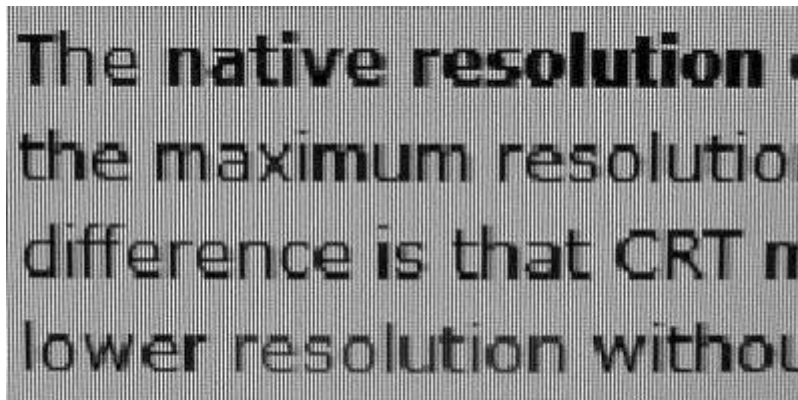 The native resolution
the maximum resolutio
difference is that CRT
lower resolution withou